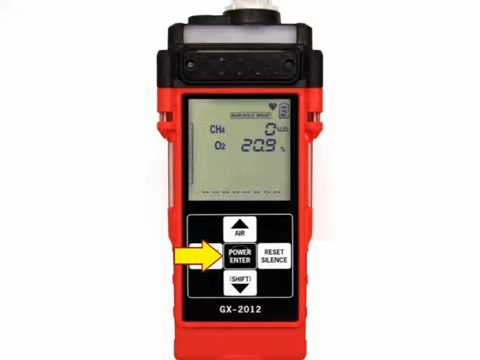 BAR-HOLE MODE
CH4 0 %LEL
O2 20.9 %
AIR
POWER
ENTER
RESET
SILENCE
(SHIFT)
GX-2012